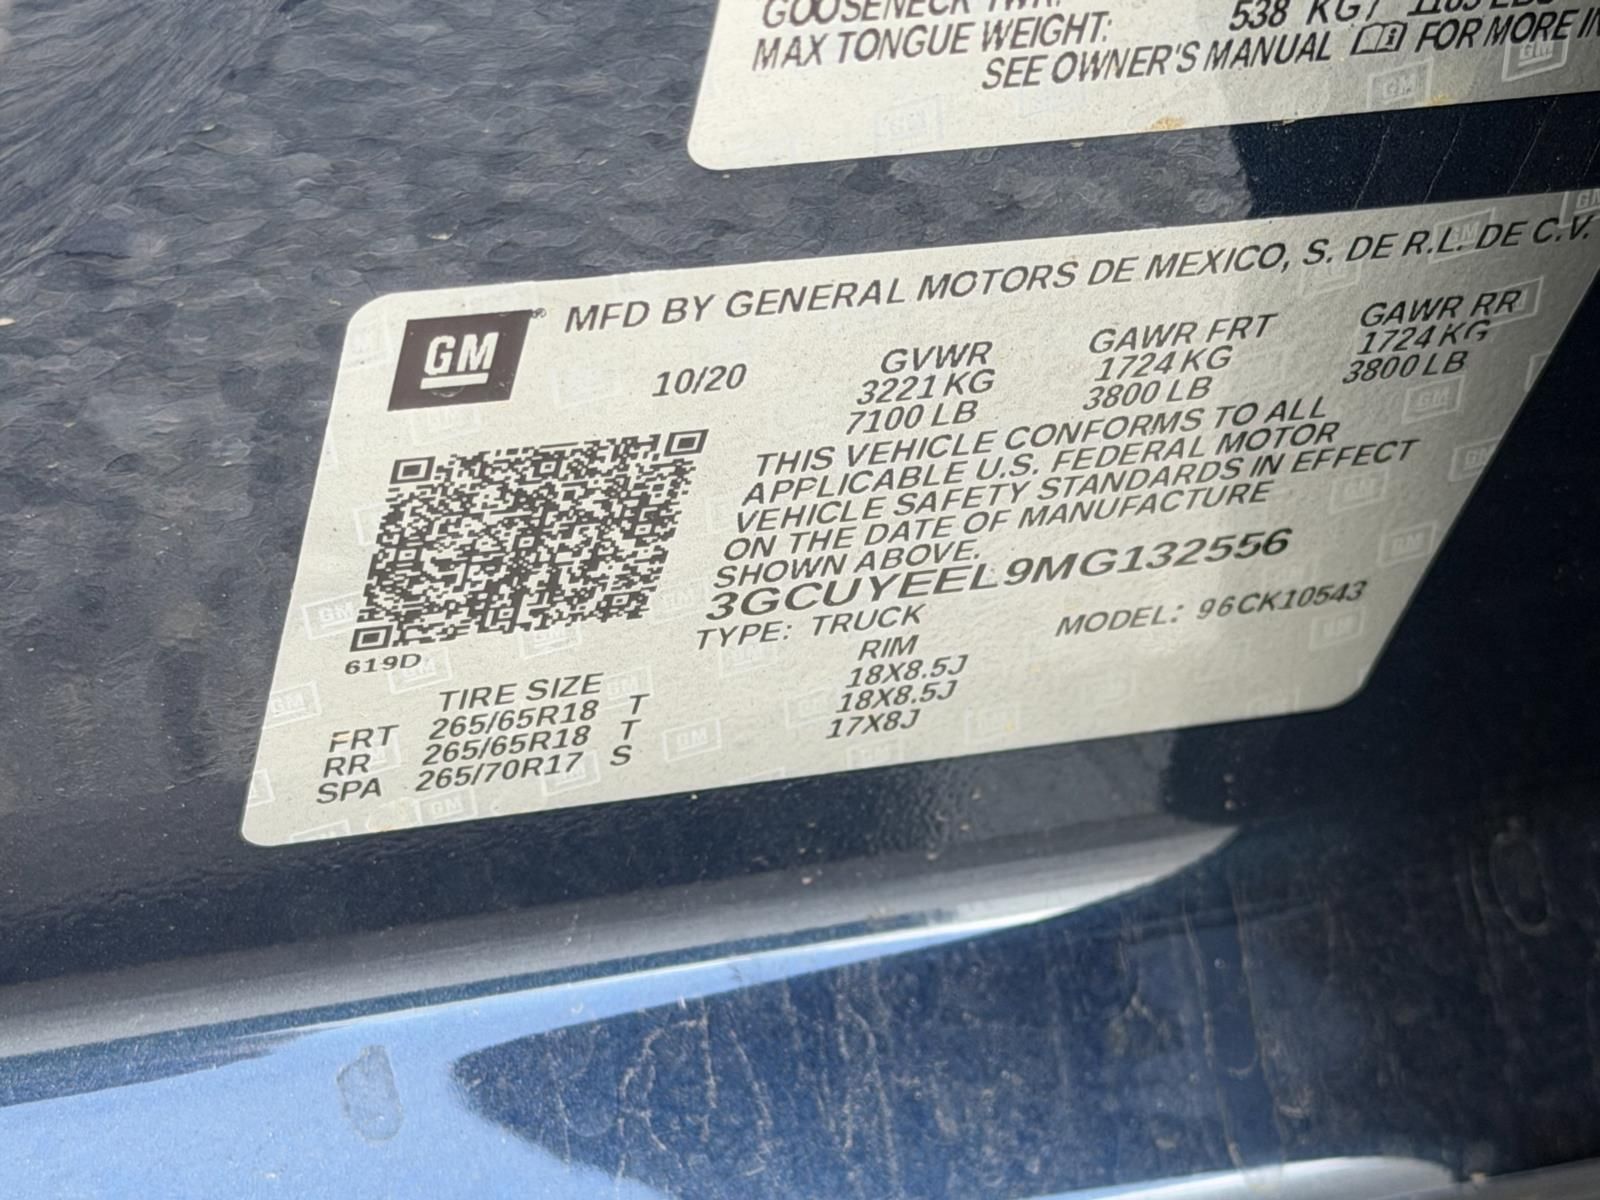 GOOSENECK TWR:
MAX TONGUE WEIGHT: 538 KG/
SEE OWNER'S MANUAL FOR MORE
GM
MFD BY GENERAL MOTORS DE MEXICO, S. DE R.L. DE C.V.
10/20
GVWR GAWR FRT GAWR RR
3221 KG 1724 KG 1724 KG
7100 LB 3800 LB 3800 LB
THIS VEHICLE CONFORMS TO ALL
APPLICABLE U.S. FEDERAL MOTOR
VEHICLE SAFETY STANDARDS IN EFFECT
ON THE DATE OF MANUFACTURE
SHOWN ABOVE.
3GCUYEEL9MG132556
TYPE: TRUCK MODEL: 96CK10543
619D
TIRE SIZE RIM
FRT 265/65R18 T 18X8.5J
RR 265/65R18 T 18X8.5J
SPA 265/70R17 S 17X8J